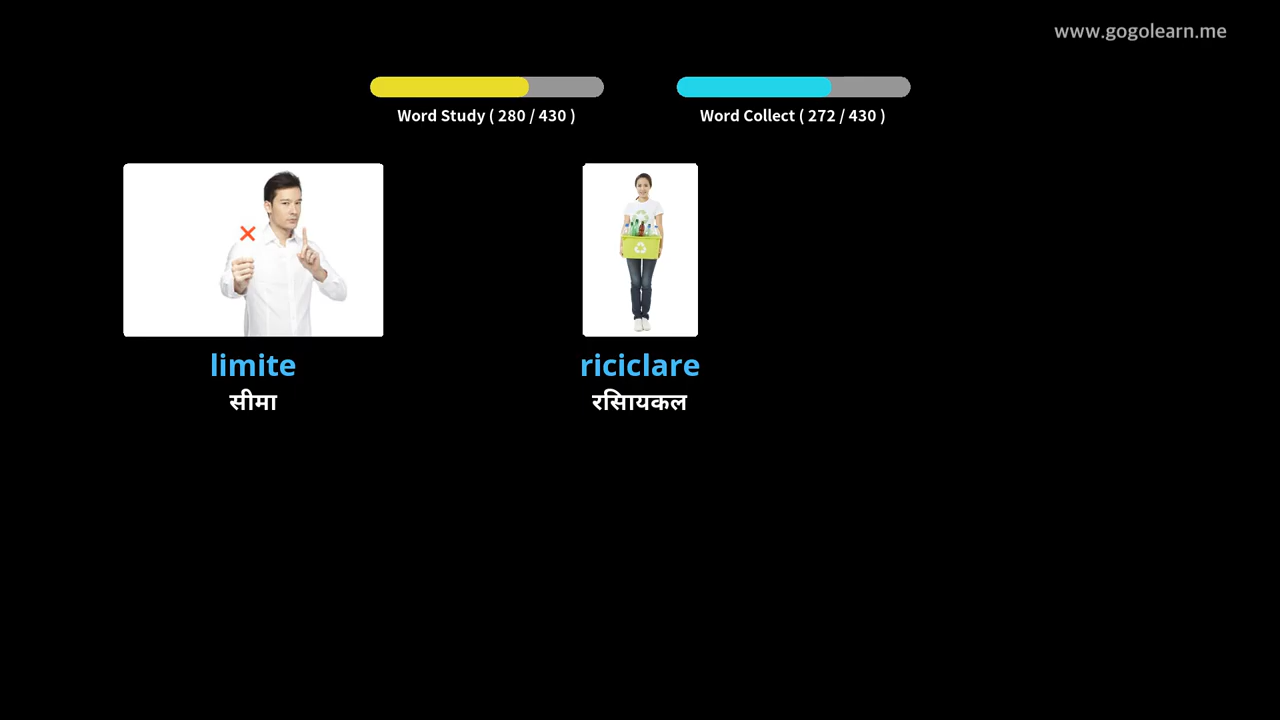 www.gogolearn.me
Word Study ( 280 / 430 )
Word Collect ( 272 / 430 )
limite
riciclare
सीमा
रसिायकल